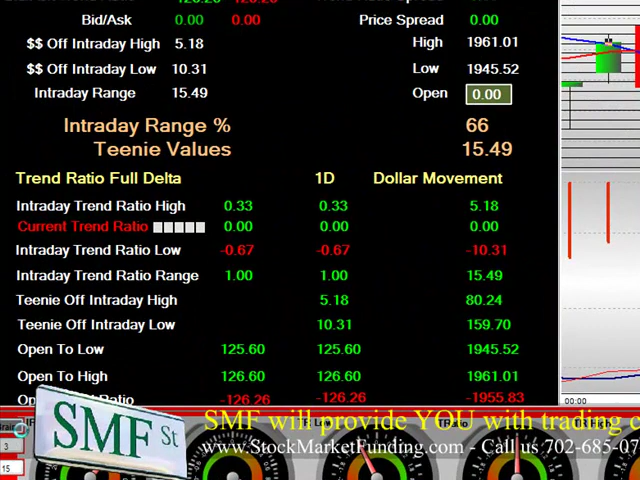 Bid/Ask 0.00 0.00 Price Spread 0.00
$$ Off Intraday High 5.18 High 1961.01
$$ Off Intraday Low 10.31 Low 1945.52
Intraday Range 15.49 Open 0.00
Intraday Range % 66
Teenie Values 15.49
Trend Ratio Full Delta 1D Dollar Movement
Intraday Trend Ratio High 0.33 0.33 5.18
Current Trend Ratio 0.00 0.00 0.00
Intraday Trend Ratio Low -0.67 -0.67 -10.31
Intraday Trend Ratio Range 1.00 1.00 15.49
Teenie Off Intraday High 5.18 80.24
Teenie Off Intraday Low 10.31 159.70
Open To Low 125.60 125.60 1945.52
Open To High 126.60 126.60 1961.01
-126.26 -126.26 -1955.83
00:00
SMF St
SMF will provide YOU with trading c
www.StockMarketFunding.com - Call us 702-685-07
3
15